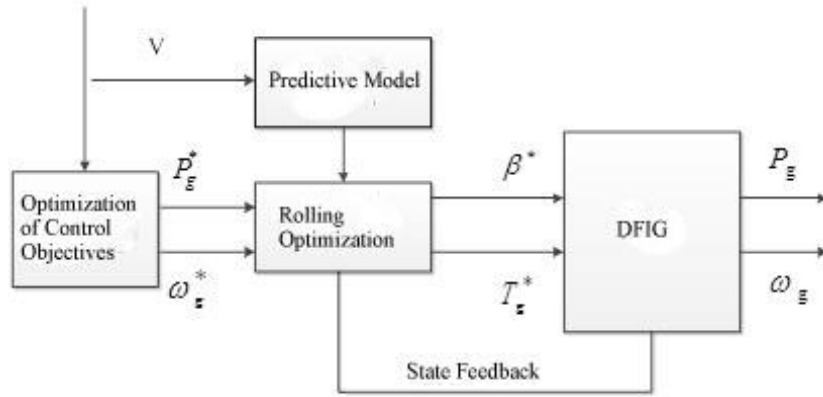 V
Predictive Model
P*g
β*
Pg
Optimization
of Control
Objectives
Rolling
Optimization
DFIG
ω*g
T*g
ωg
State Feedback